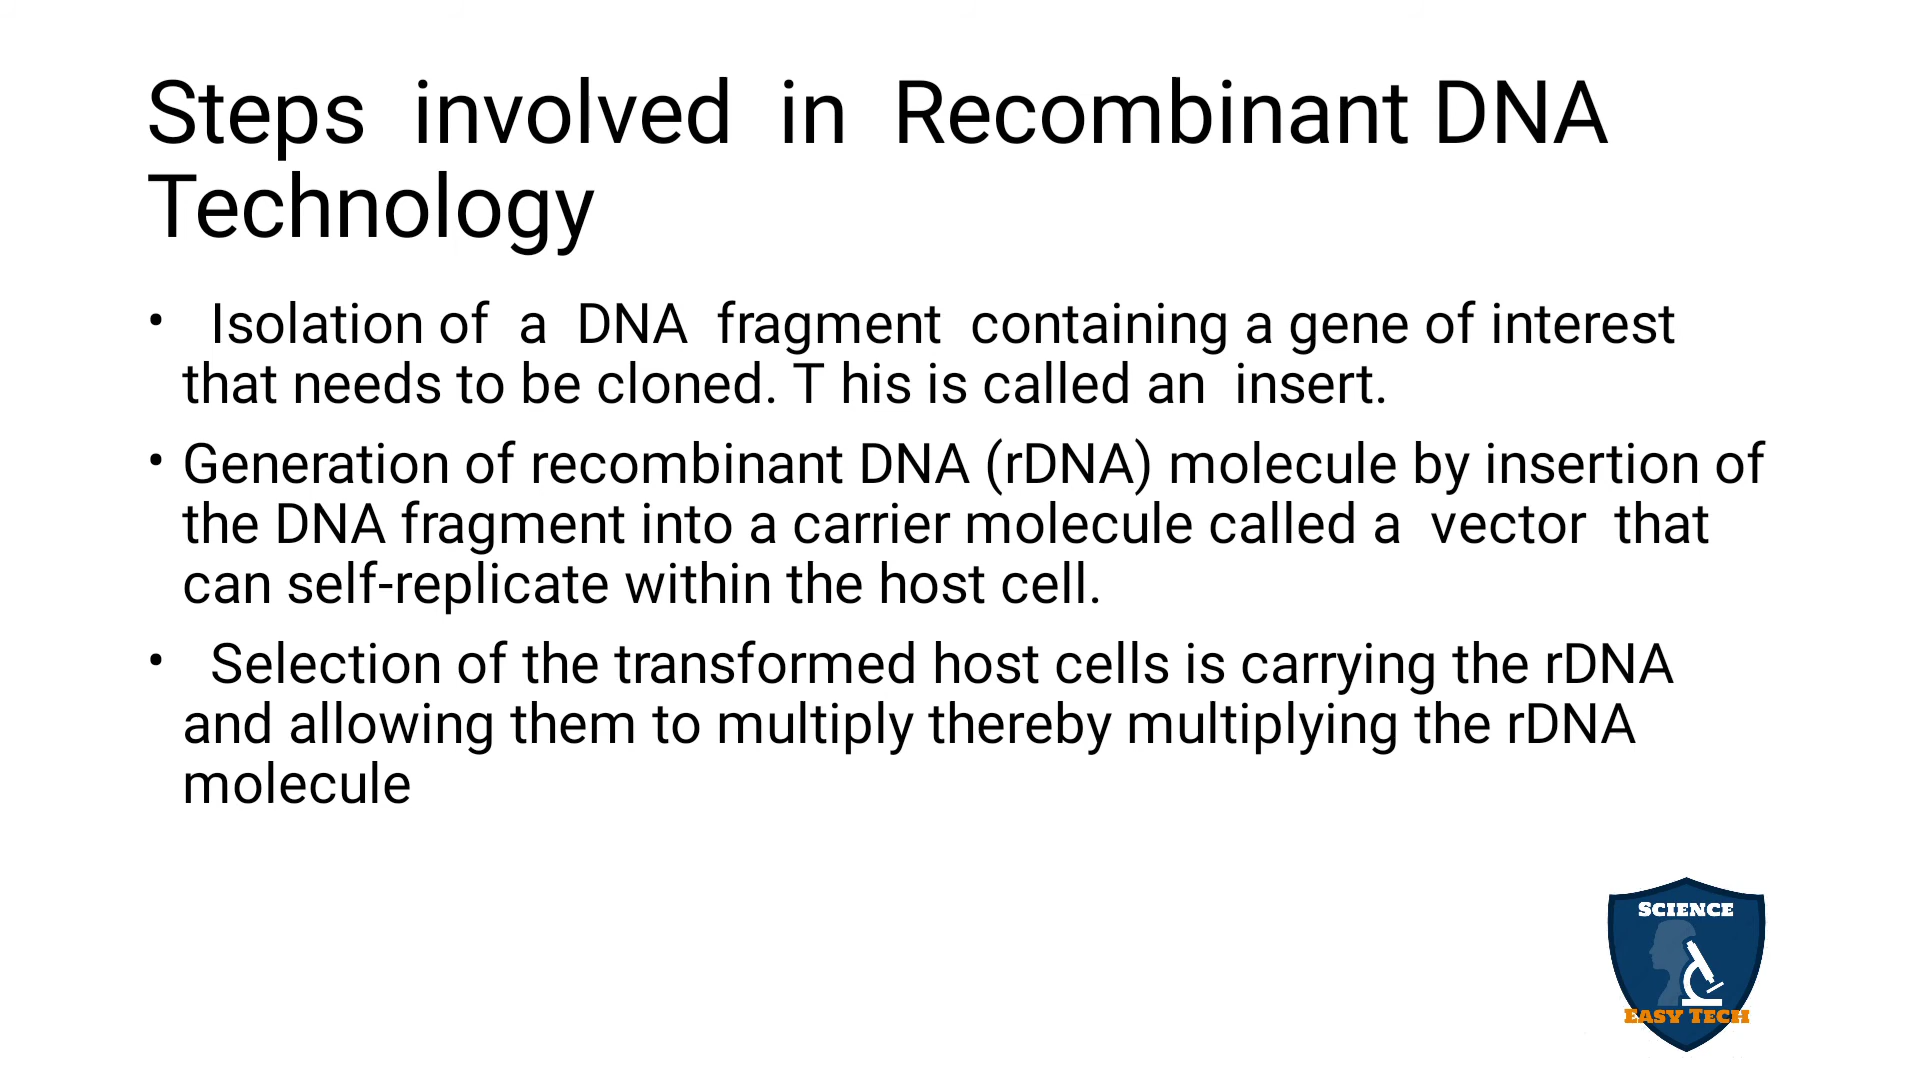 Steps involved in Recombinant DNA
Technology
• Isolation of a DNA fragment containing a gene of interest
that needs to be cloned. T his is called an insert.
• Generation of recombinant DNA (rDNA) molecule by insertion of
the DNA fragment into a carrier molecule called a vector that
can self-replicate within the host cell.
• Selection of the transformed host cells is carrying the rDNA
and allowing them to multiply thereby multiplying the rDNA
molecule
SCIENCE
EASY TECH